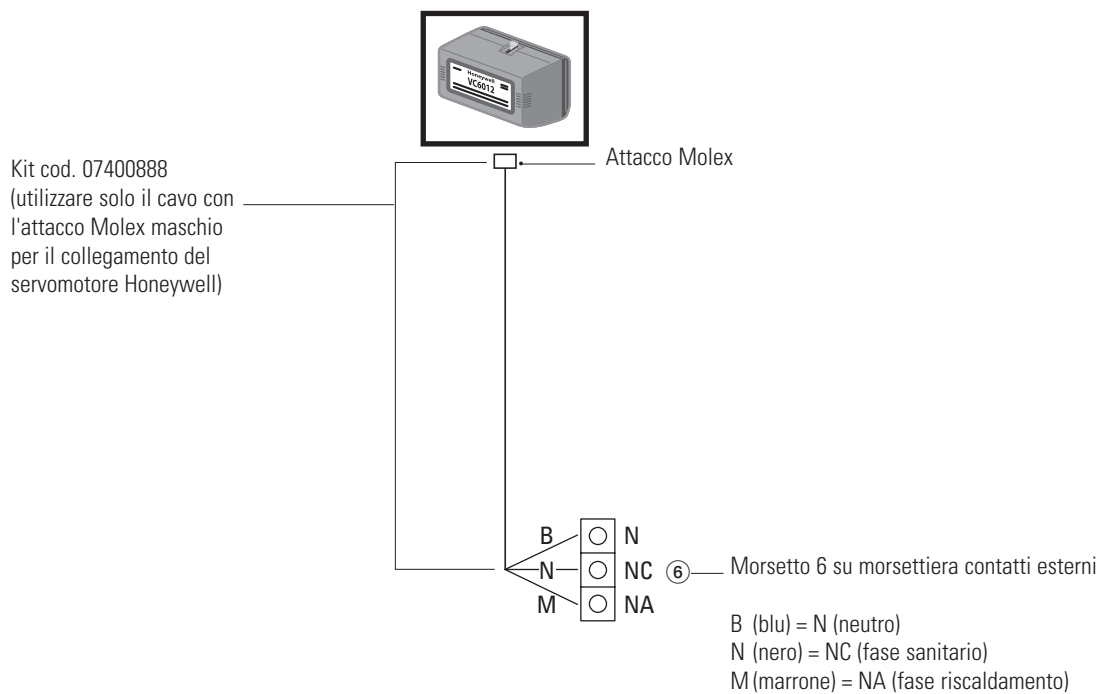 Honeywell
VC6012
Attacco Molex
Kit cod. 07400888
(utilizzare solo il cavo con
l'attacco Molex maschio
per il collegamento del
servomotore Honeywell)
B N
N NC 6 Morsetto 6 su morsettiera contatti esterni
M NA
B (blu) = N (neutro)
N (nero) = NC (fase sanitario)
M (marrone) = NA (fase riscaldamento)